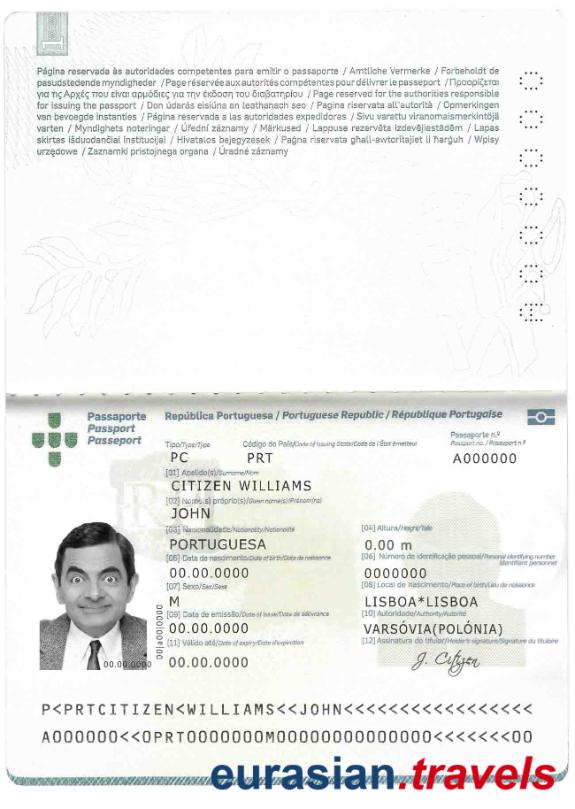 Página reservada às autoridades competentes para emitir o passaporte / Amtliche Vermerke / Forbeholdt de
pasudstedende myndigheder / Page réservée aux autorités compétentes pour délivrer le passeport / Προορίζεται
για τις Αρχές που είναι αρμόδιες για την έκδοση του διαβατηρίου / Page reserved for the authorities responsible
for issuing the passport / Don údarás eisiúna an leathanach seo / Pagina riservata all'autorità / Opmerkingen
van bevoegde instanties / Página reservada a las autoridades expedidoras / Sivu varattu viranomaismerkintöjä
varten / Myndighets noteringar / Úřední záznamy / Märkused / Lappuse rezervēta izdevējiestādēm / Lapas
skirtas išduodančiai institucijai / Hivatalos bejegyzések / Paġna riservata għall-avtoritajiet li ħarġuh / Wpisy
urzędowe / Zaznamki pristojnega organa / Úradné záznamy
A000000
Passaporte
Passport
Passeport
República Portuguesa / Portuguese Republic / République Portugaise
Tipo/Type/Type
Código do País/Code of issuing State/Code de l'État émetteur
Passaporte n.º
Passport no. / Passeport n.º
PC
PRT
A000000
[01] Apelido(s)/Surname/Nom
CITIZEN WILLIAMS
[02] Nome(s) próprio(s)/Given name(s)/Prénom(s)
JOHN
[03] Nacionalidade/Nationality/Nationalité
[04] Altura/Height/Taille
PORTUGUESA
0.00 m
[05] Data de nascimento/Date of birth/Date de naissance
[06] Número de identificação pessoal/Personal identifying number
Identifiant personnel
00.00.0000
0000000
[07] Sexo/Sex/Sexe
[08] Local de nascimento/Place of birth/Lieu de naissance
M
LISBOA*LISBOA
[09] Data de emissão/Date of issue/Date de délivrance
[10] Autoridade/Authority/Autorité
00.00.0000
VARSÓVIA(POLÓNIA)
[11] Válido até/Date of expiry/Date d'expiration
[12] Assinatura do titular/Holder's signature/Signature du titulaire
00.00.0000
J. Citizen
00.00.0000
00|a00|0000
P<PRTCITIZEN<WILLIAMS<<JOHN<<<<<<<<<<<<<<<<<
A000000<<0PRT0000000M00000000000000<<<<<<<00
eurasian.travels